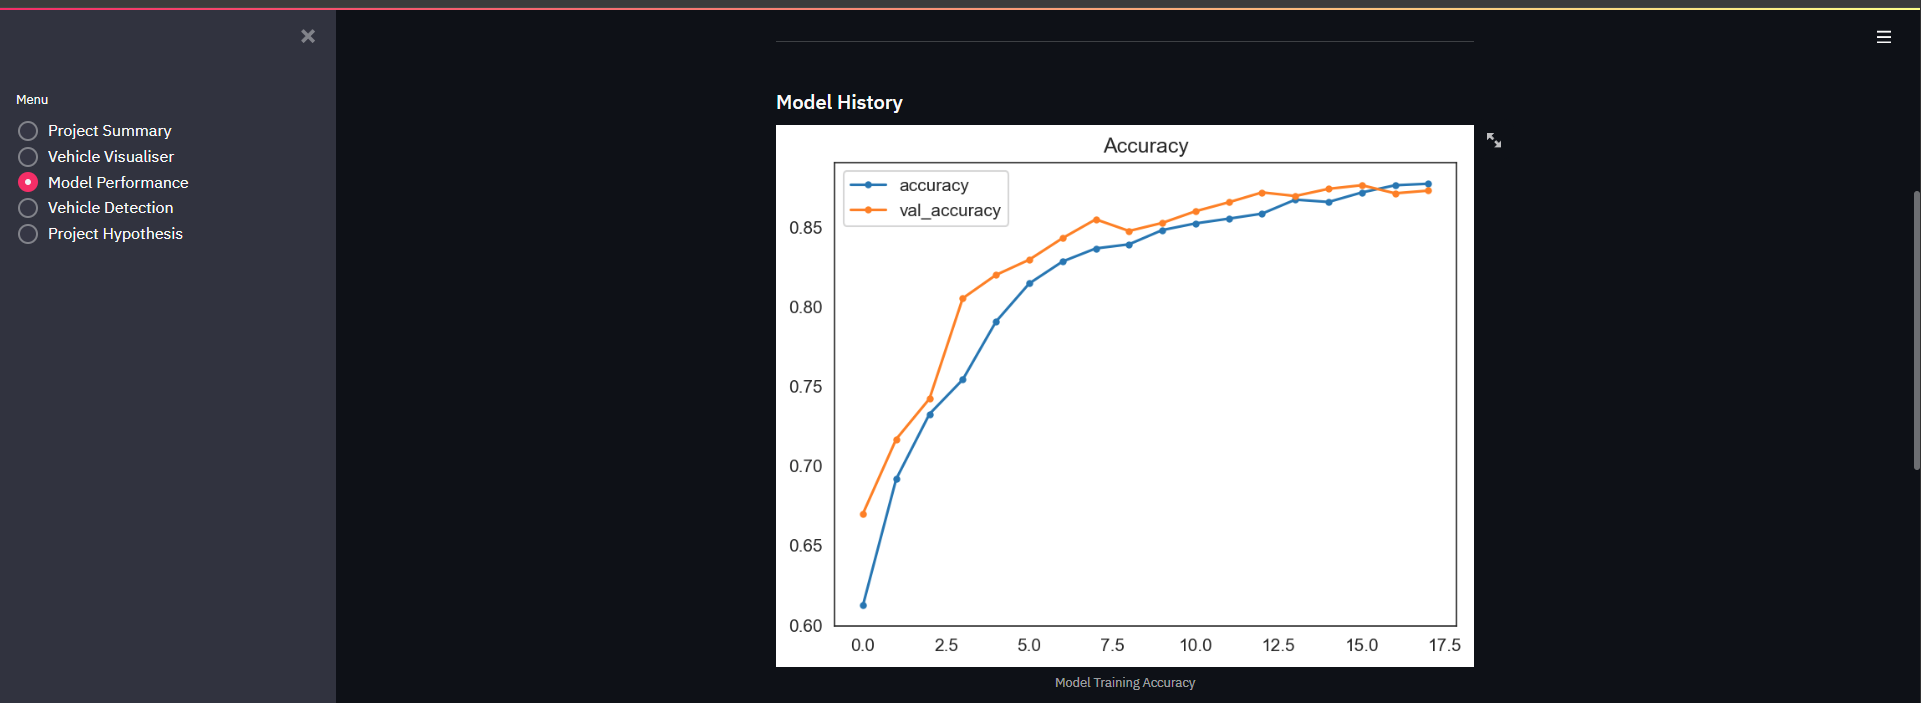 Menu
Project Summary
Vehicle Visualiser
Model Performance
Vehicle Detection
Project Hypothesis
Model History
Accuracy
accuracy
val_accuracy
0.85
0.80
0.75
0.70
0.65
0.60
0.0 2.5 5.0 7.5 10.0 12.5 15.0 17.5
Model Training Accuracy